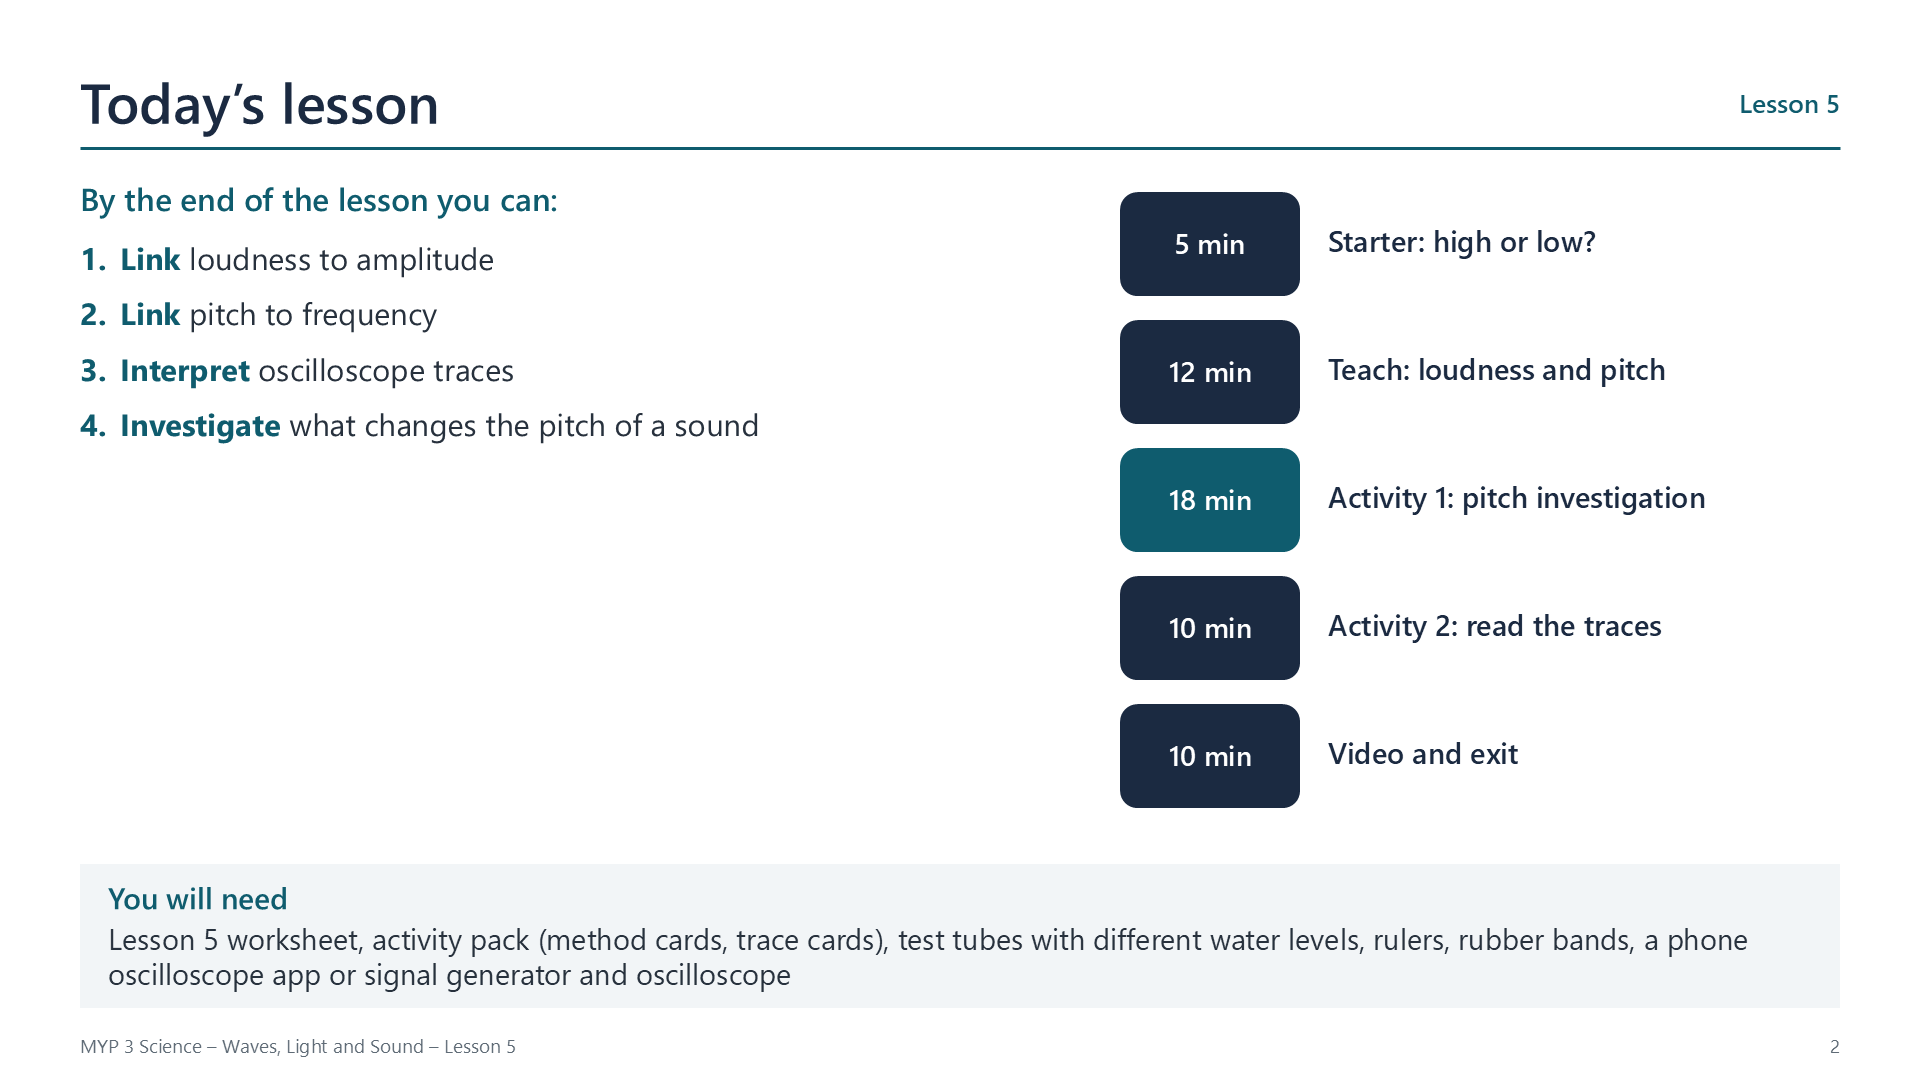 Today’s lesson
Lesson 5
By the end of the lesson you can:
1. Link loudness to amplitude
2. Link pitch to frequency
3. Interpret oscilloscope traces
4. Investigate what changes the pitch of a sound
5 min
Starter: high or low?
12 min
Teach: loudness and pitch
18 min
Activity 1: pitch investigation
10 min
Activity 2: read the traces
10 min
Video and exit
You will need
Lesson 5 worksheet, activity pack (method cards, trace cards), test tubes with different water levels, rulers, rubber bands, a phone
oscilloscope app or signal generator and oscilloscope
MYP 3 Science – Waves, Light and Sound – Lesson 5
2